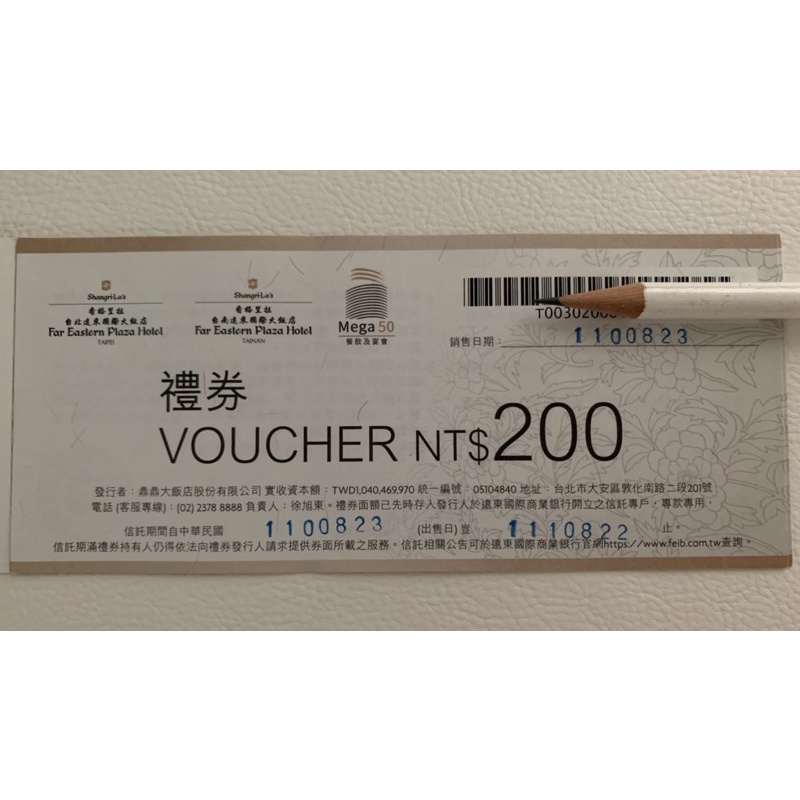 Shangri-La's
香格里拉
台北遠東國際大飯店
Far Eastern Plaza Hotel
TAIPEI
Shangri-La's
香格里拉
台南遠東國際大飯店
Far Eastern Plaza Hotel
TAINAN
Mega 50
餐飲及宴會
T00302000
銷售日期： 1100823
禮券
VOUCHER NT$200
發行者：鼎鼎大飯店股份有限公司 實收資本額：TWD1,040,469,970 統一編號：05104840 地址：台北市大安區敦化南路二段201號
電話 (客服專線)：(02) 2378 8888 負責人：徐旭東。禮券面額已先時存入發行人於遠東國際商業銀行開立之信託專戶，專款專用，
信託期間自中華民國 1100823 (出售日) 豈 1110822 止。
信託期滿禮券持有人仍得依法向禮券發行人請求提供券面所載之服務。信託相關公告可於遠東國際商業銀行官網https://www.feib.com.tw查詢。